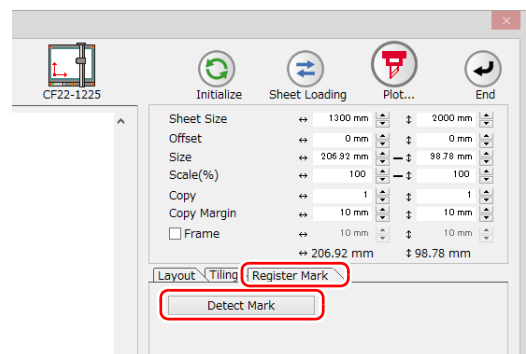 CF22-1225 Initialize Sheet Loading Plot... End
Sheet Size ↔ 1300 mm ↕ 2000 mm
Offset ↔ 0 mm ↕ 0 mm
Size ↔ 206.92 mm ↕ 98.78 mm
Scale(%) ↔ 100 ↕ 100
Copy ↔ 1 ↕ 1
Copy Margin ↔ 10 mm ↕ 10 mm
Frame ↔ 10 mm ↕ 10 mm
↔ 206.92 mm ↕ 98.78 mm
Layout Tiling Register Mark
Detect Mark